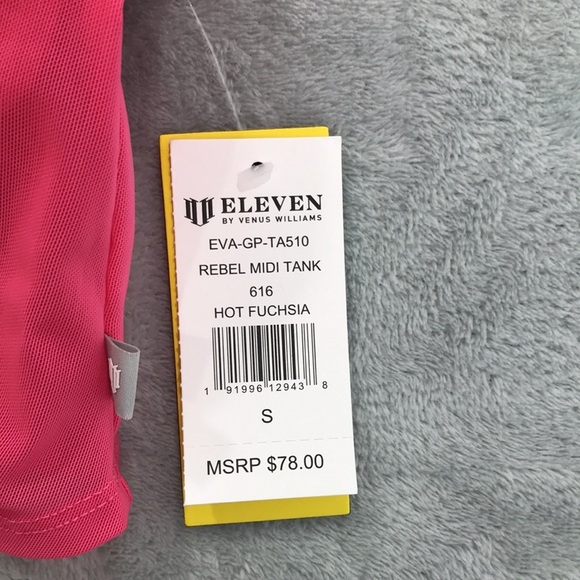 ELEVEN
BY VENUS WILLIAMS
EVA-GP-TA510
REBEL MIDI TANK
616
HOT FUCHSIA
1 91996 12943 8
S
MSRP $78.00